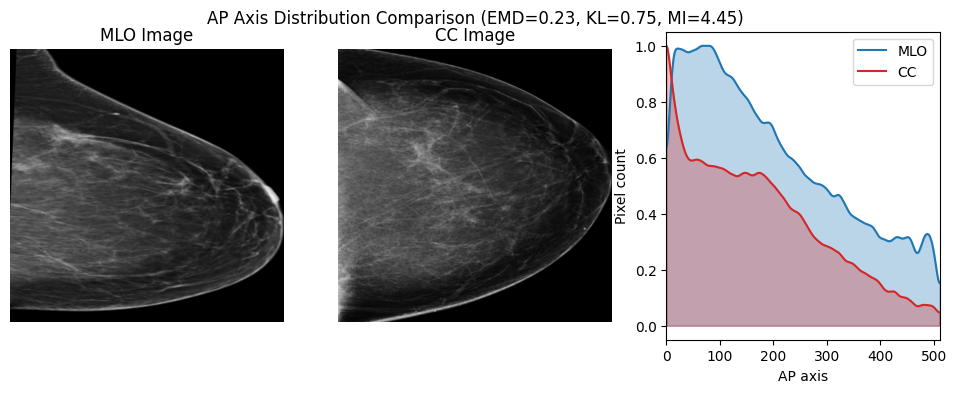 AP Axis Distribution Comparison (EMD=0.23, KL=0.75, MI=4.45)
MLO Image
CC Image
MLO
CC
Pixel count
1.0
0.8
0.6
0.4
0.2
0.0
0 100 200 300 400 500
AP axis